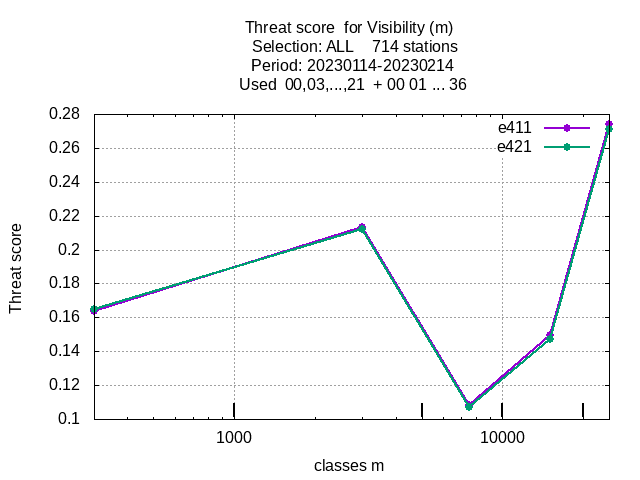 Threat score  for Visibility (m)
Selection: ALL    714 stations
Period: 20230114-20230214
Used  00,03,...,21  + 00 01 ... 36
0.28
0.26
0.24
0.22
0.2
0.18
0.16
0.14
0.12
0.1
Threat score
e411
e421
1000
10000
classes m